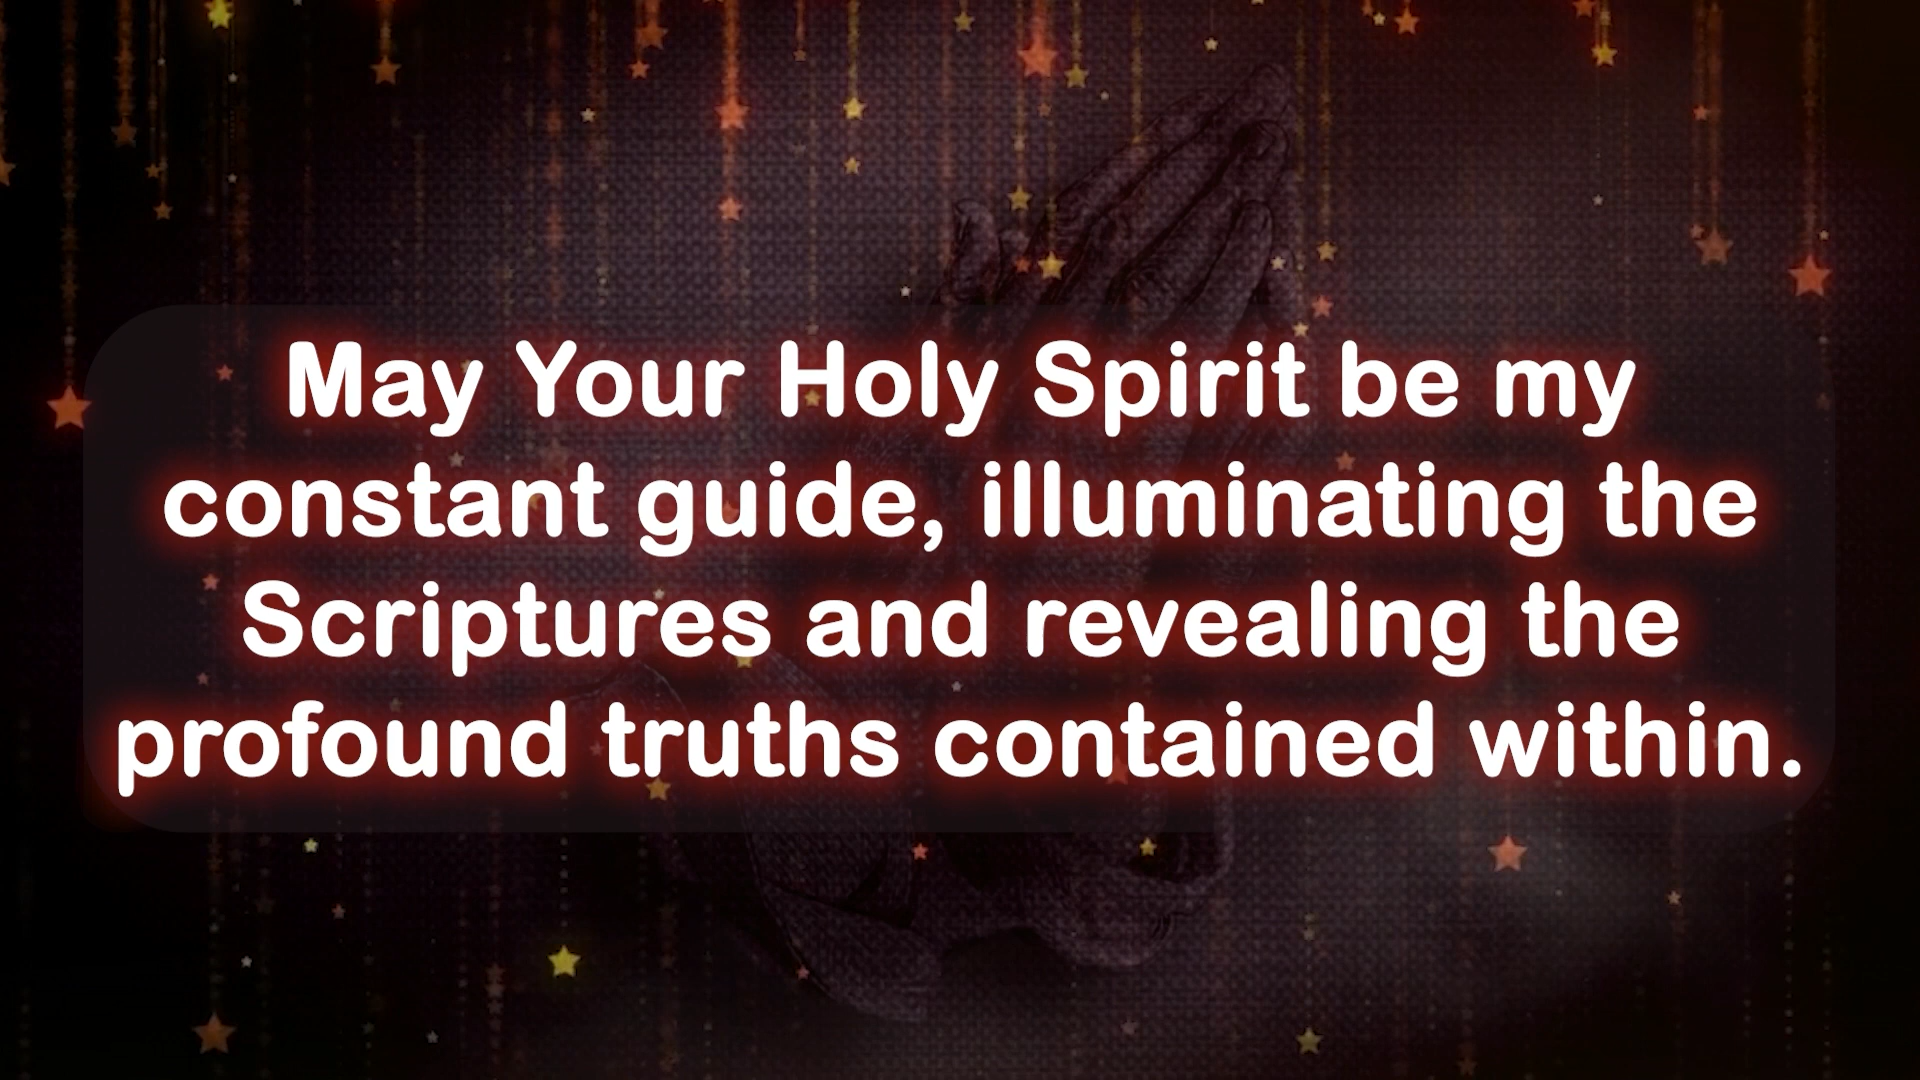 May Your Holy Spirit be my
constant guide, illuminating the
Scriptures and revealing the
profound truths contained within.